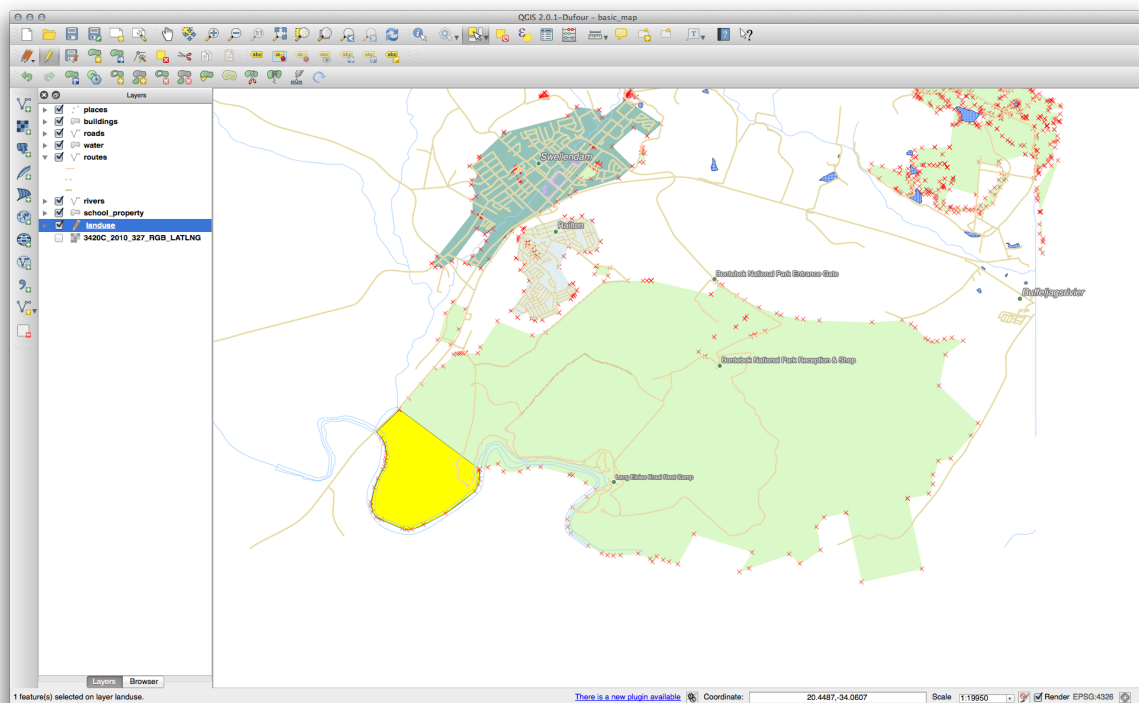 QGIS 2.0.1-Dufour - basic_map
Layers
places
buildings
roads
water
routes
rivers
school_property
landuse
3420C_2010_327_RGB_LATLNG
Swellendam
Railton
Bontebok National Park Entrance Gate
Buffeljagsrivier
Bontebok National Park Reception & Shop
Lang Elsies Kraal Rest Camp
Layers
Browser
1 feature(s) selected on layer landuse.
There is a new plugin available
Coordinate:
20.4487,-34.0607
Scale
1:19950
Render
EPSG:4326